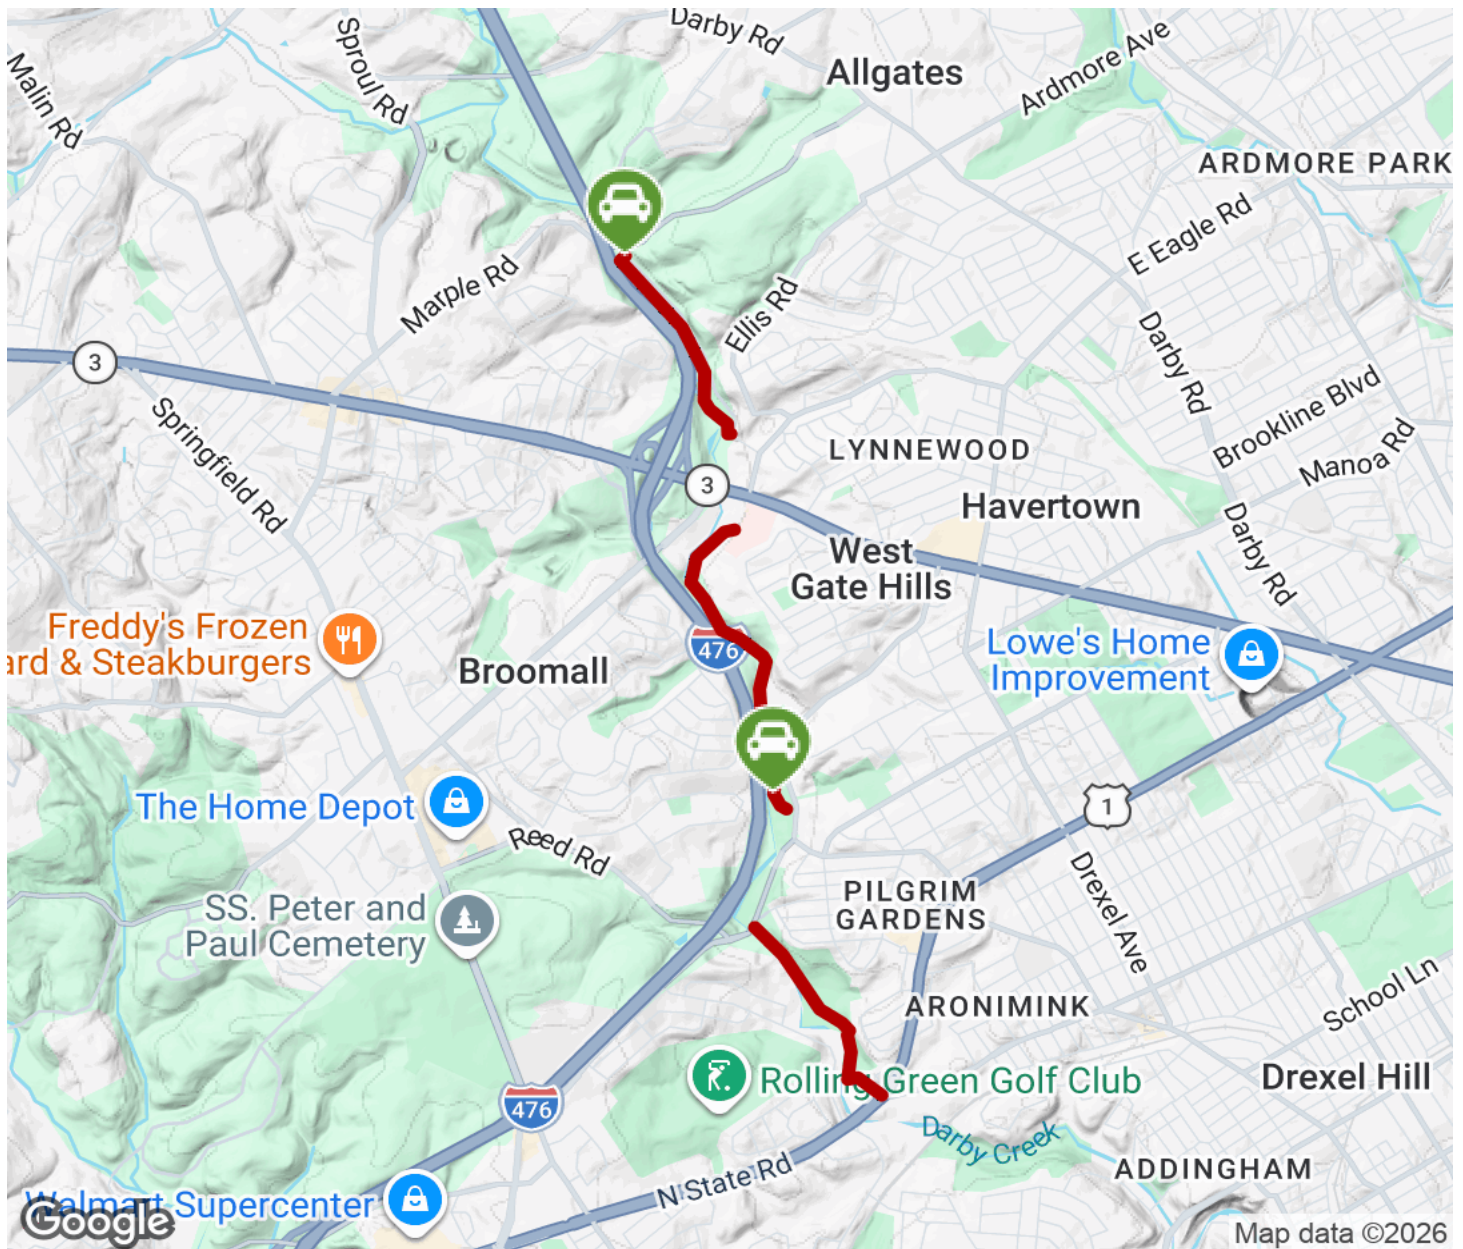 Darby Rd
Sproul Rd
Malin Rd
Allgates
Ardmore Ave
ARDMORE PARK
E Eagle Rd
Marple Rd
Ellis Rd
Darby Rd
3
Brookline Blvd
Springfield Rd
LYNNEWOOD
Manoa Rd
3
Havertown
Darby Rd
West
Gate Hills
Freddy's Frozen
ard & Steakburgers
476
Broomall
Lowe's Home
Improvement
The Home Depot
1
Reed Rd
Drexel Ave
PILGRIM
GARDENS
SS. Peter and
Paul Cemetery
School Ln
ARONIMINK
Rolling Green Golf Club
Drexel Hill
476
Darby Creek
N State Rd
ADDINGHAM
Walmart Supercenter
Google
Map data ©2026